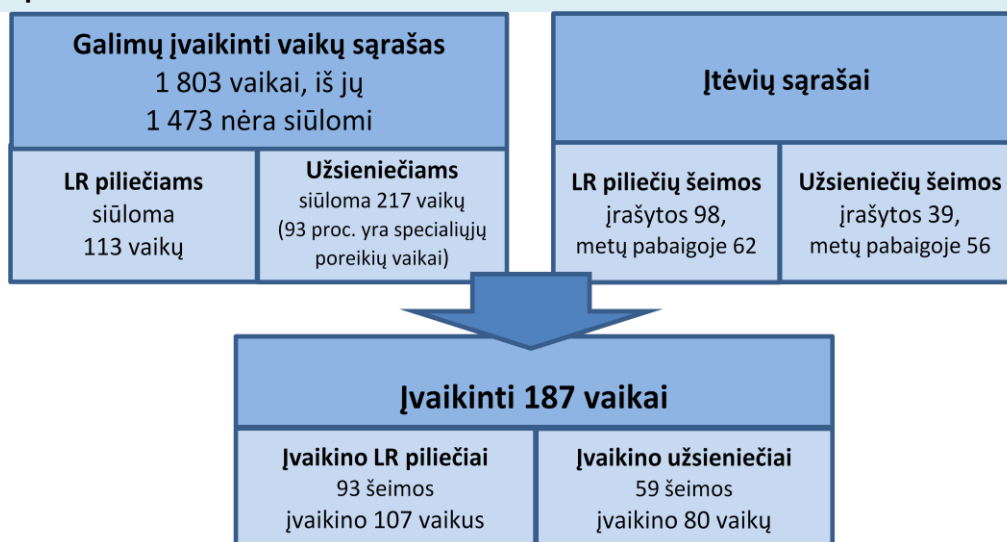 Galimų įvaikinti vaikų sąrašas
1 803 vaikai, iš jų
1 473 nėra siūlomi
LR piliečiams
siūloma
113 vaikų
Užsieniečiams
siūloma 217 vaikų
(93 proc. yra specialiųjų
poreikių vaikai)
Įtėvių sąrašai
LR piliečių šeimos
įrašytos 98,
metų pabaigoje 62
Užsieniečių šeimos
įrašytos 39,
metų pabaigoje 56
Įvaikinti 187 vaikai
Įvaikino LR piliečiai
93 šeimos
įvaikino 107 vaikus
Įvaikino užsieniečiai
59 šeimos
įvaikino 80 vaikų